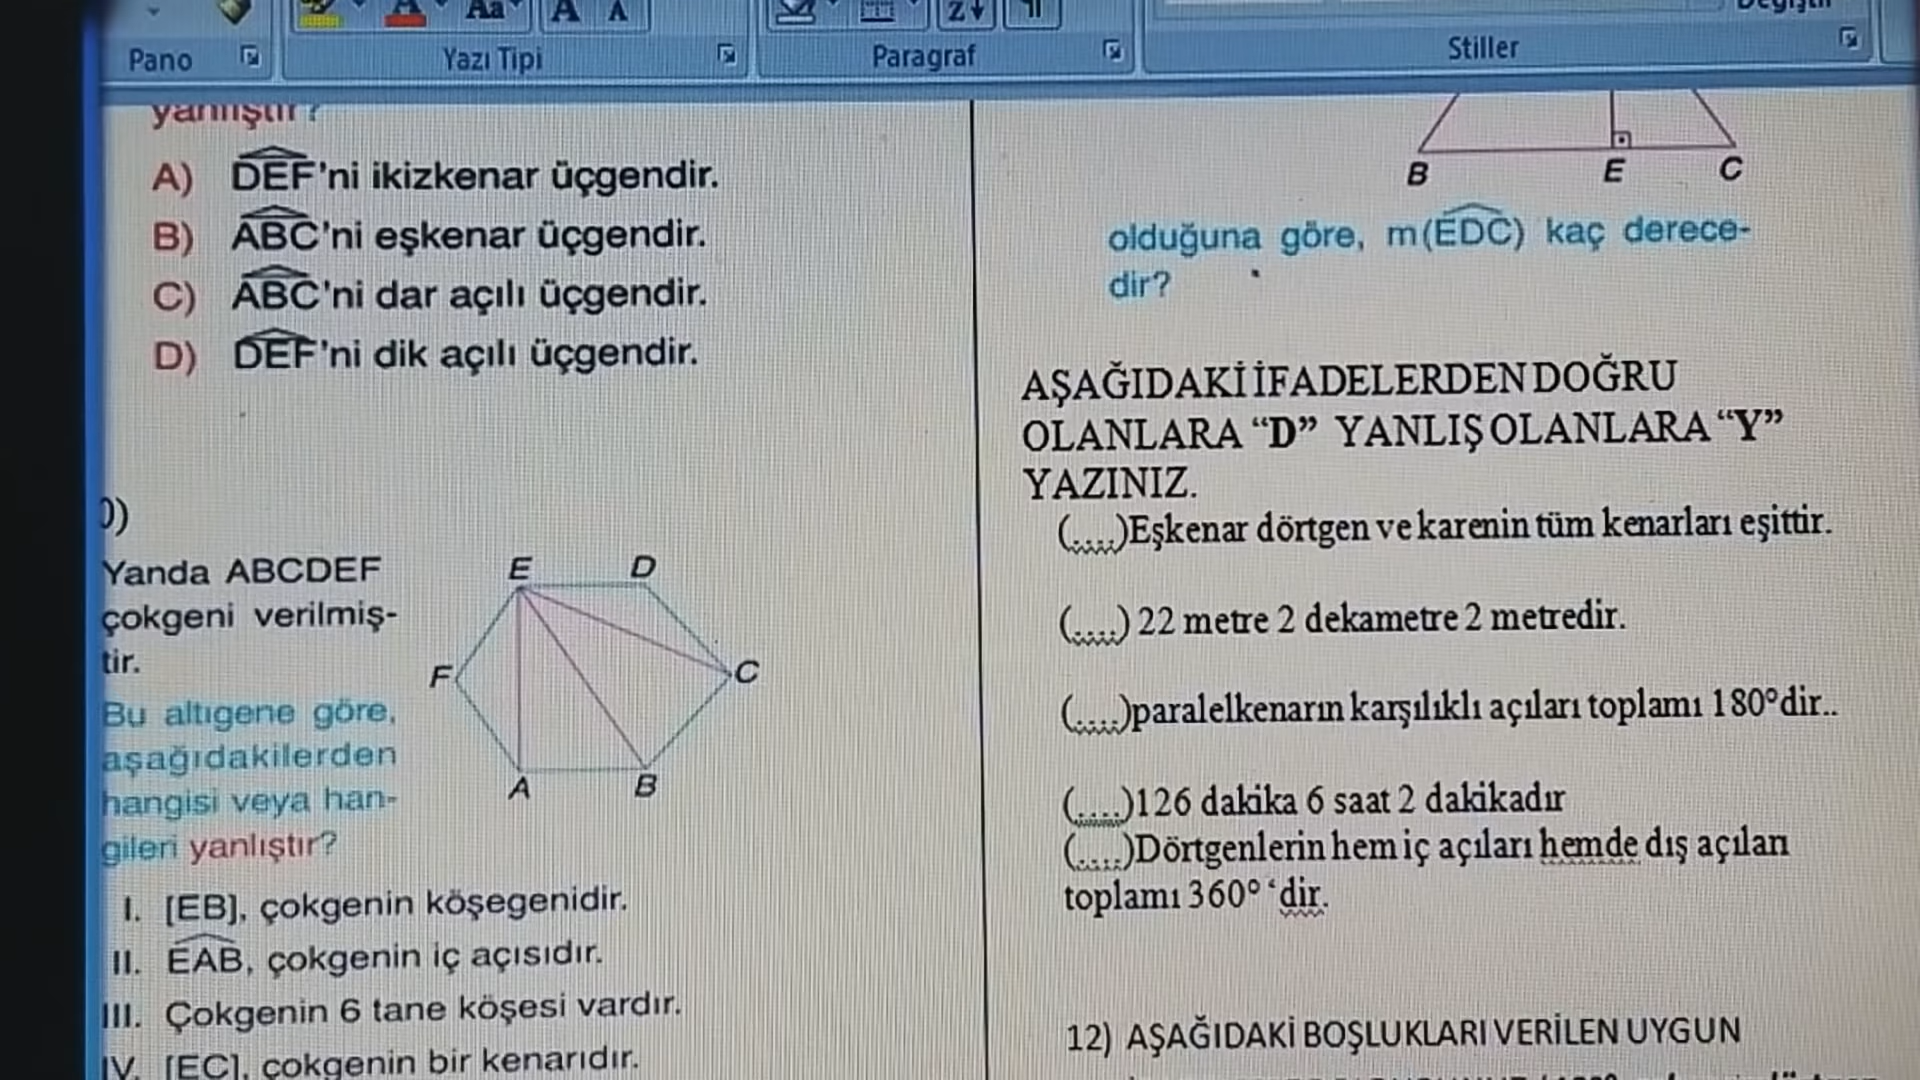 Değiştir
Pano
Yazı Tipi
Paragraf
Stiller
yanlıştır?
A) DEF'ni ikizkenar üçgendir.
B) ABC'ni eşkenar üçgendir.
C) ABC'ni dar açılı üçgendir.
D) DEF'ni dik açılı üçgendir.
0)
Yanda ABCDEF
çokgeni verilmiş-
tir.
Bu altıgene göre,
aşağıdakilerden
hangisi veya han-
gileri yanlıştır?
E D
F C
A B
I. [EB], çokgenin köşegenidir.
II. EAB, çokgenin iç açısıdır.
III. Çokgenin 6 tane köşesi vardır.
IV. [EC], çokgenin bir kenarıdır.
B E C
olduğuna göre, m(EDC) kaç derece-
dir?
AŞAĞIDAKİ İFADELERDEN DOĞRU
OLANLARA “D” YANLIŞ OLANLARA “Y”
YAZINIZ.
(....)Eşkenar dörtgen ve karenin tüm kenarları eşittir.
(....) 22 metre 2 dekametre 2 metredir.
(....)paralelkenarın karşılıklı açıları toplamı 180°dir..
(....)126 dakika 6 saat 2 dakikadır
(....)Dörtgenlerin hem iç açıları hemde dış açıları
toplamı 360° ‘dir.
12) AŞAĞIDAKİ BOŞLUKLARI VERİLEN UYGUN